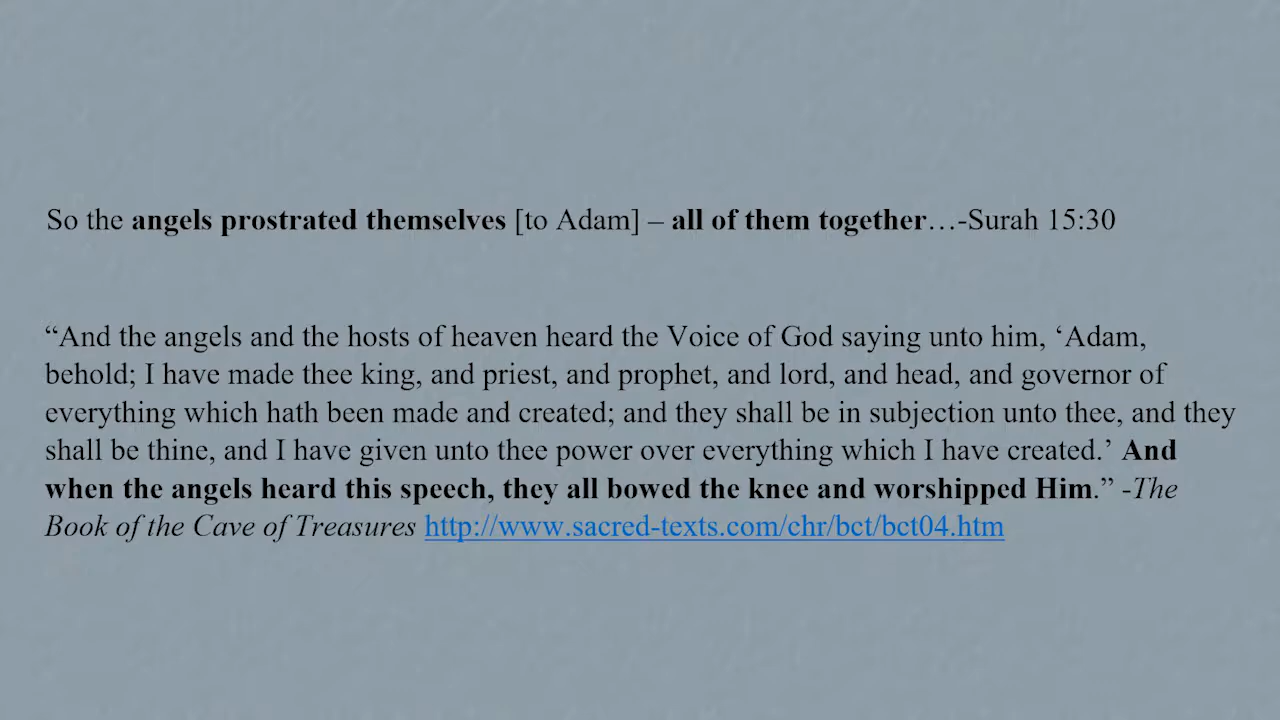 So the angels prostrated themselves [to Adam] – all of them together…-Surah 15:30
“And the angels and the hosts of heaven heard the Voice of God saying unto him, ‘Adam,
behold; I have made thee king, and priest, and prophet, and lord, and head, and governor of
everything which hath been made and created; and they shall be in subjection unto thee, and they
shall be thine, and I have given unto thee power over everything which I have created.’ And
when the angels heard this speech, they all bowed the knee and worshipped Him.” -The
Book of the Cave of Treasures http://www.sacred-texts.com/chr/bct/bct04.htm